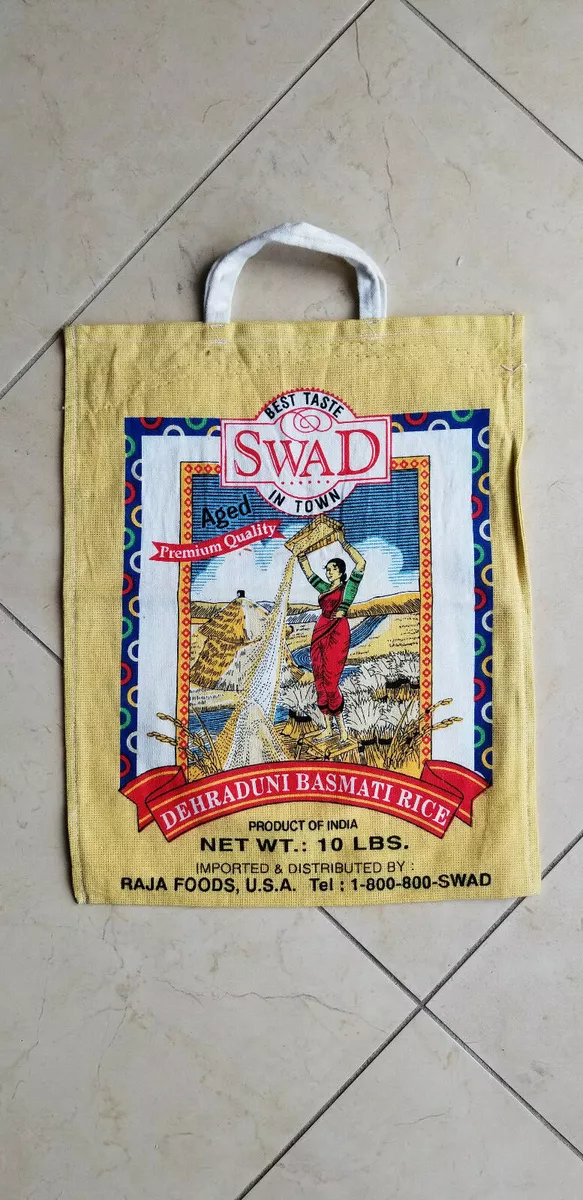 BEST TASTE
SWAD
IN TOWN
Aged
Premium Quality
DEHRADUNI BASMATI RICE
PRODUCT OF INDIA
NET WT.: 10 LBS.
IMPORTED & DISTRIBUTED BY :
RAJA FOODS, U.S.A. Tel : 1-800-800-SWAD